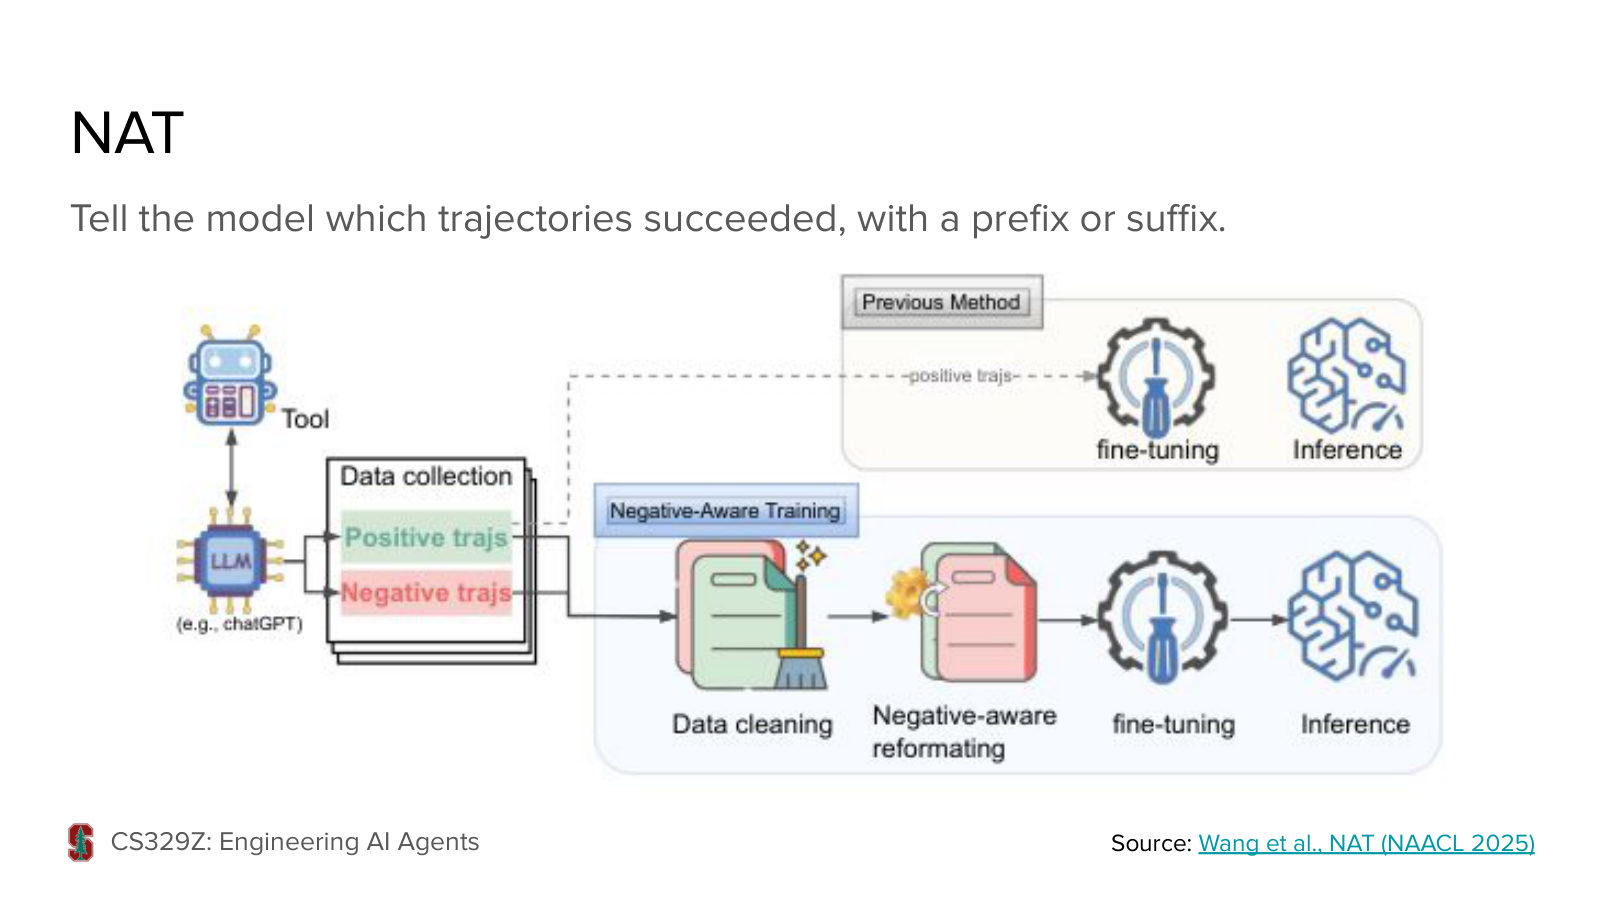 NAT
Tell the model which trajectories succeeded, with a prefix or suffix.
Previous Method
positive trajs
fine-tuning
Inference
Tool
Data collection
Positive trajs
Negative trajs
LLM
(e.g., chatGPT)
Negative-Aware Training
Data cleaning
Negative-aware
reformating
fine-tuning
Inference
CS329Z: Engineering AI Agents
Source: Wang et al., NAT (NAACL 2025)